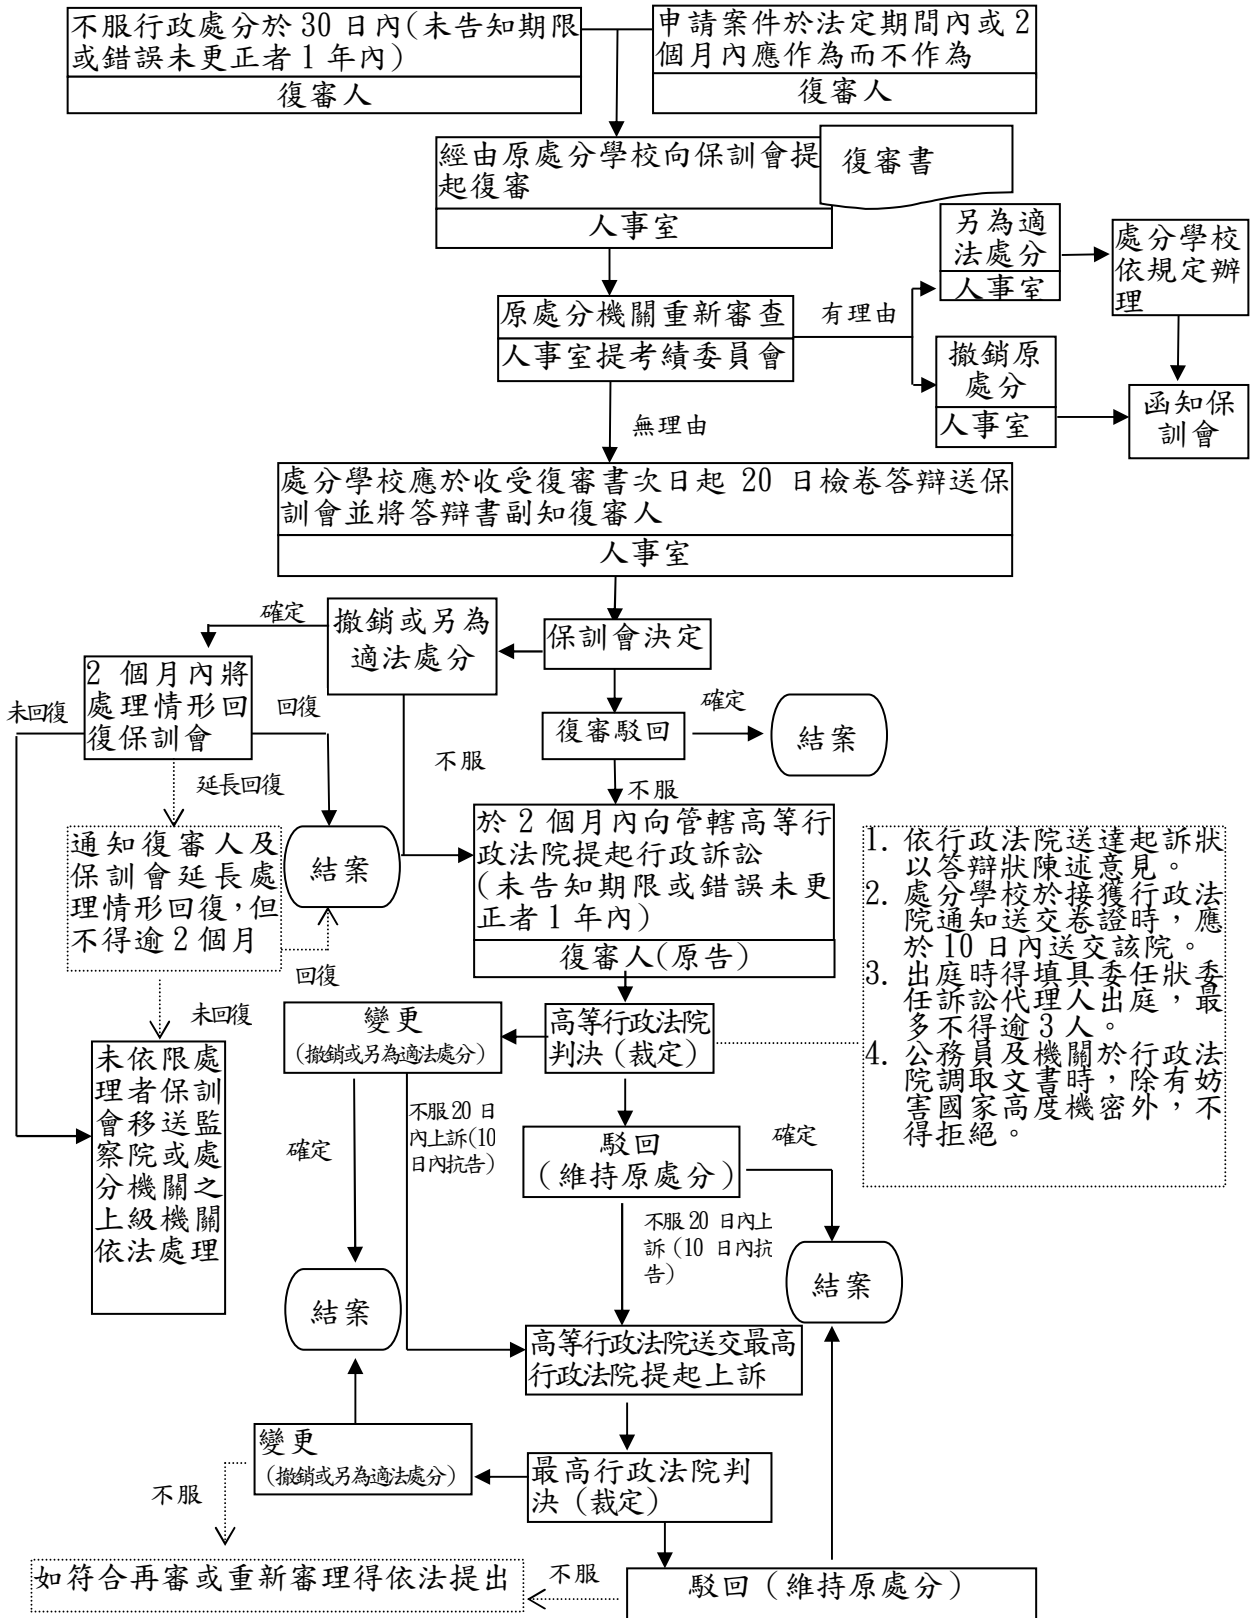 不服行政處分於 30 日內(未告知期限
或錯誤未更正者 1 年內)
復審人
申請案件於法定期間內或 2
個月內應作為而不作為
復審人
經由原處分學校向保訓會提
起復審
人事室
復審書
原處分機關重新審查
人事室提考績委員會
有理由
另為適
法處分
人事室
處分學校
依規定辦
理
撤銷原
處分
人事室
函知保
訓會
無理由
處分學校應於收受復審書次日起 20 日檢卷答辯送保
訓會並將答辯書副知復審人
人事室
保訓會決定
撤銷或另為
適法處分
確定
2 個月內將
處理情形回
復保訓會
未回復
回復
延長回復
復審駁回
確定
結案
不服
不服
通知復審人及
保訓會延長處
理情形回復,但
不得逾 2 個月
結案
回復
未回復
未依限處
理者保訓
會移送監
察院或處
分機關之
上級機關
依法處理
於 2 個月內向管轄高等行
政法院提起行政訴訟
(未告知期限或錯誤未更
正者 1 年內)
復審人(原告)
1. 依行政法院送達起訴狀
以答辯狀陳述意見。
2. 處分學校於接獲行政法
院通知送交卷證時,應
於 10 日內送交該院。
3. 出庭時得填具委任狀委
任訴訟代理人出庭,最
多不得逾 3 人。
4. 公務員及機關於行政法
院調取文書時,除有妨
害國家高度機密外,不
得拒絕。
高等行政法院
判決(裁定)
變更
(撤銷或另為適法處分)
確定
不服 20 日
內上訴(10
日內抗告)
駁回
(維持原處分)
確定
不服 20 日內上
訴(10 日內抗
告)
結案
結案
高等行政法院送交最高
行政法院提起上訴
最高行政法院判
決(裁定)
變更
(撤銷或另為適法處分)
不服
如符合再審或重新審理得依法提出
不服
駁回(維持原處分)